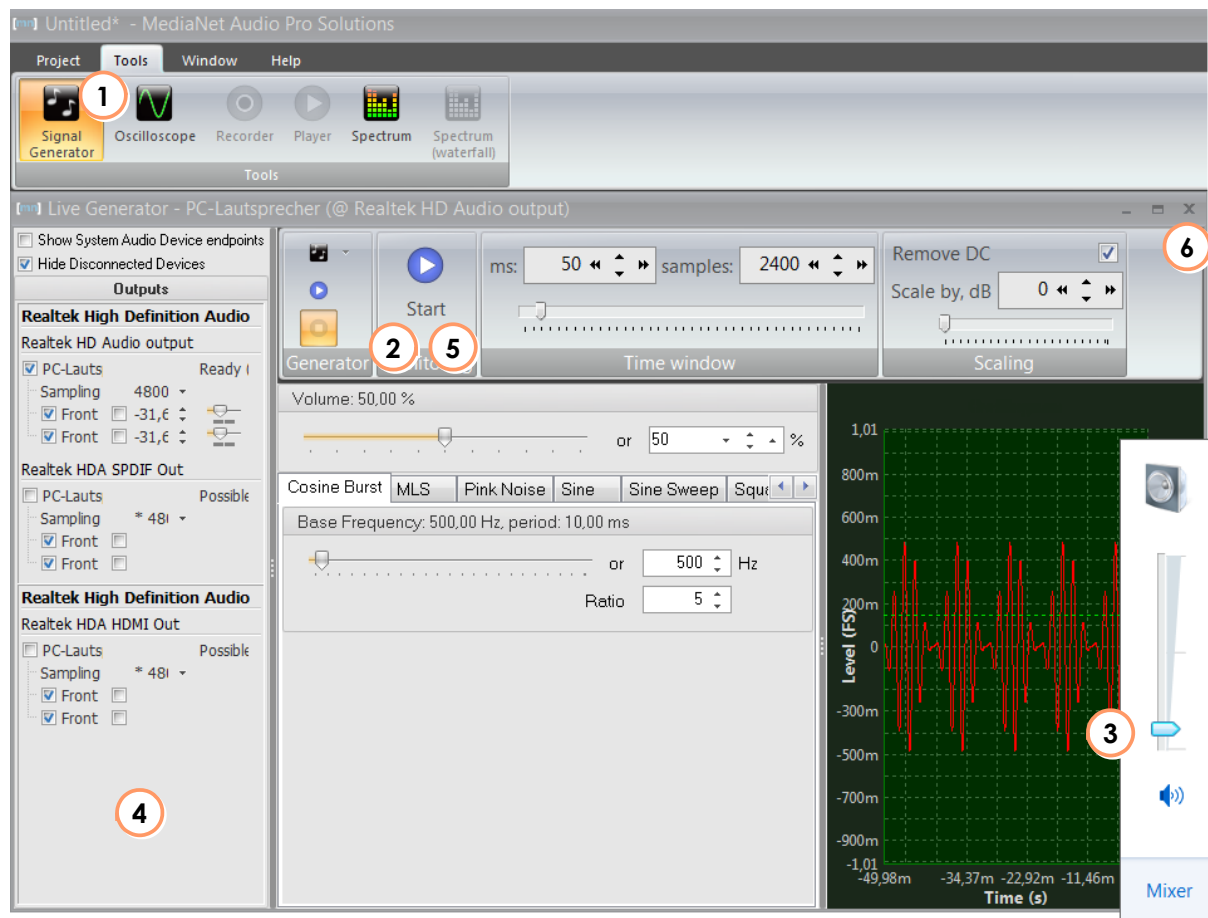 [mn] Untitled* - MediaNet Audio Pro Solutions
Project Tools Window Help
1
Signal Generator Oscilloscope Recorder Player Spectrum Spectrum (waterfall)
Tools
[mn] Live Generator - PC-Lautsprecher (@ Realtek HD Audio output)
6
Show System Audio Device endpoints
Hide Disconnected Devices
Outputs
Realtek High Definition Audio
Realtek HD Audio output
PC-Lauts Ready (
Sampling 4800
Front -31,6
Front -31,6
Realtek HDA SPDIF Out
PC-Lauts Possible
Sampling * 48
Front
Front
Realtek High Definition Audio
Realtek HDA HDMI Out
PC-Lauts Possible
Sampling * 48
Front
Front
4
Generator
Start
2 5
ms: 50 samples: 2400
Time window
Remove DC
Scale by, dB 0
Scaling
Volume: 50,00 %
or 50 %
Cosine Burst MLS Pink Noise Sine Sine Sweep Squa
Base Frequency: 500,00 Hz, period: 10,00 ms
or 500 Hz
Ratio 5
Level (FS)
1,01
800m
600m
400m
200m
0
-300m
-500m
-700m
-900m
-1,01
-49,98m -34,37m -22,92m -11,46m
Time (s)
3
Mixer